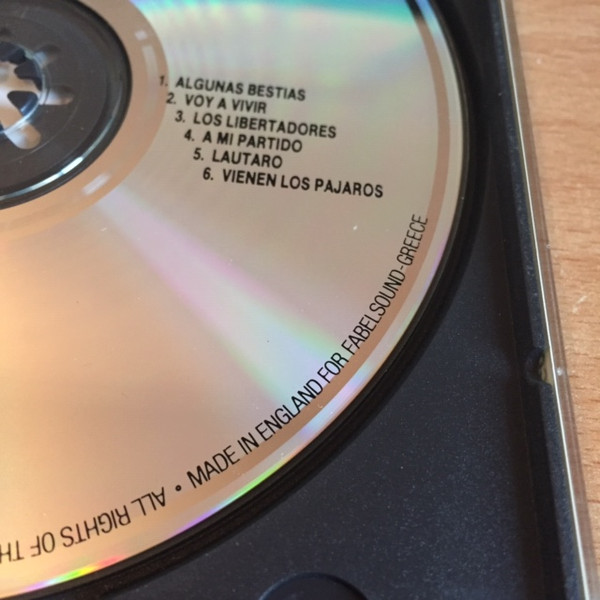 1. ALGUNAS BESTIAS
2. VOY A VIVIR
3. LOS LIBERTADORES
4. A MI PARTIDO
5. LAUTARO
6. VIENEN LOS PAJAROS
ALL RIGHTS OF TH • MADE IN ENGLAND FOR FABELSOUND-GREECE